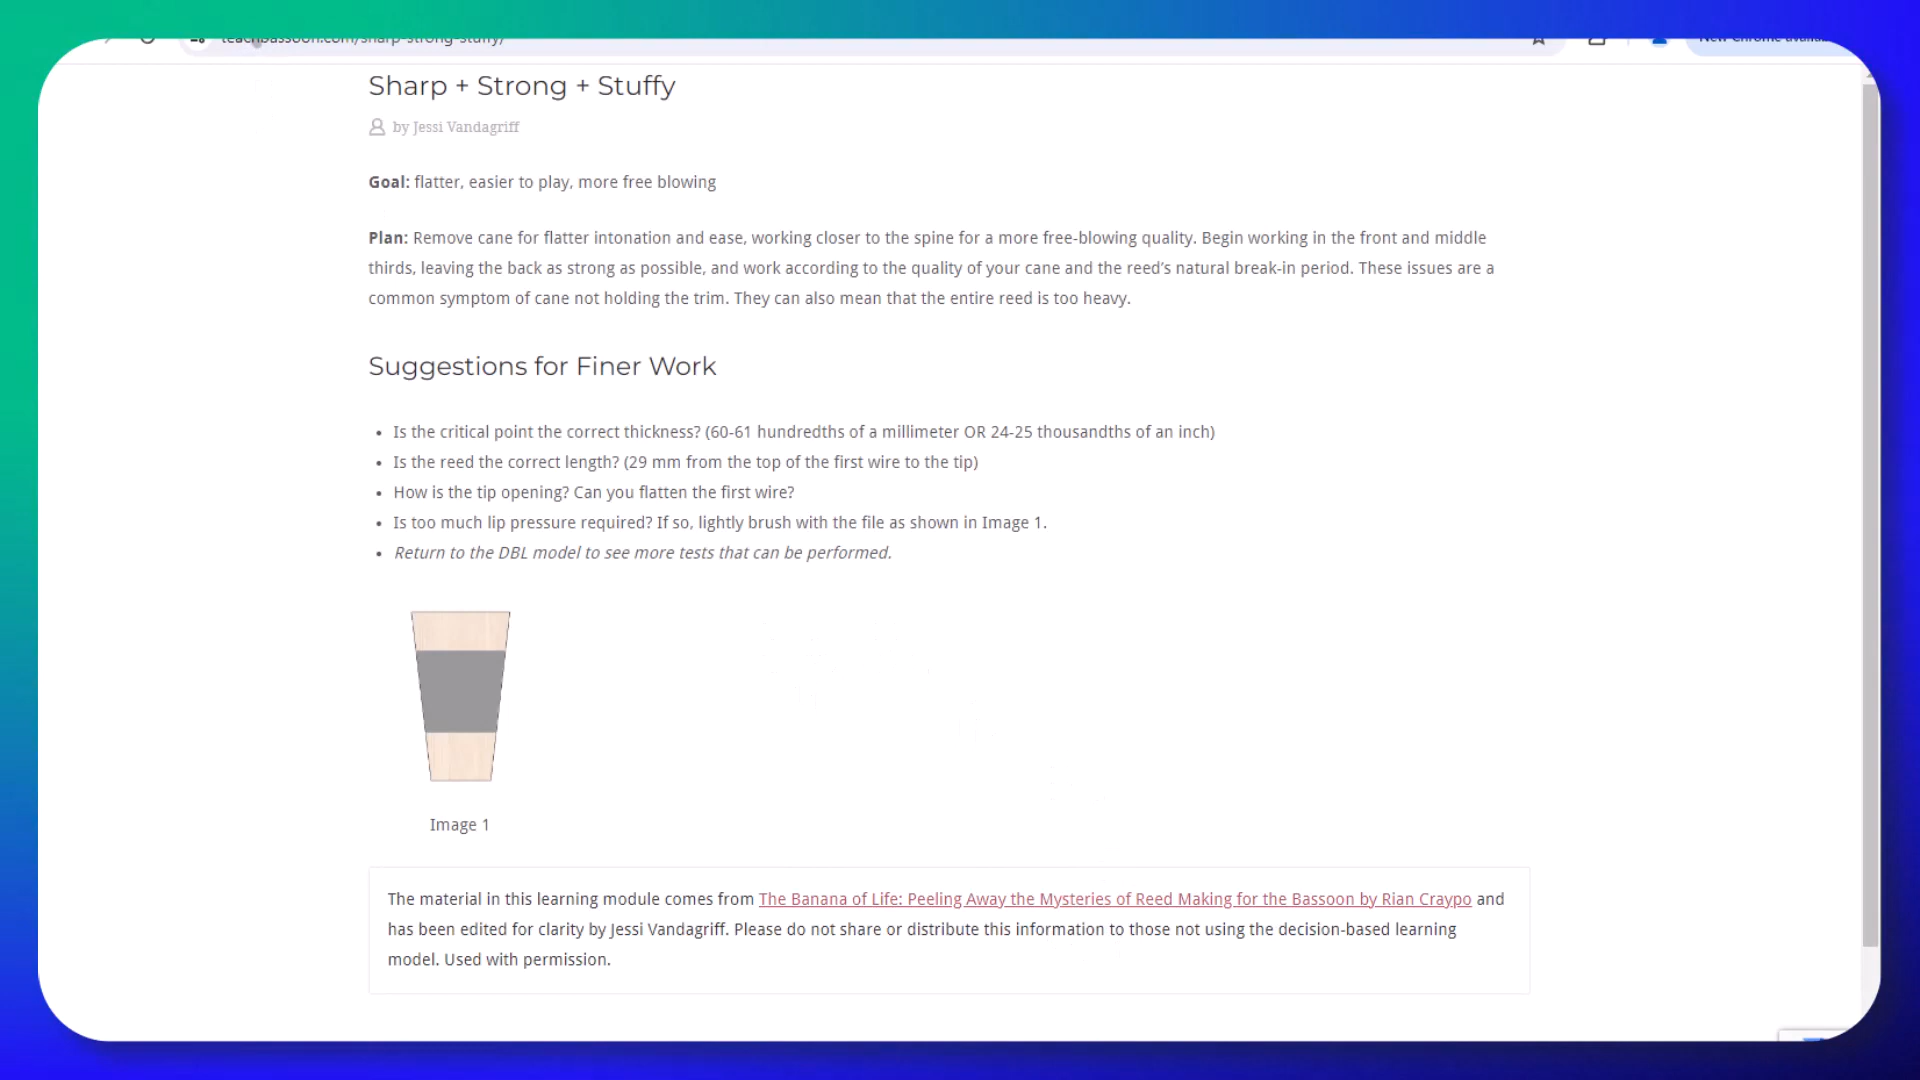 teachbassoon.com/sharp-strong-stuffy/
Sharp + Strong + Stuffy
by Jessi Vandagriff
Goal: flatter, easier to play, more free blowing
Plan: Remove cane for flatter intonation and ease, working closer to the spine for a more free-blowing quality. Begin working in the front and middle
thirds, leaving the back as strong as possible, and work according to the quality of your cane and the reed’s natural break-in period. These issues are a
common symptom of cane not holding the trim. They can also mean that the entire reed is too heavy.
Suggestions for Finer Work
• Is the critical point the correct thickness? (60-61 hundredths of a millimeter OR 24-25 thousandths of an inch)
• Is the reed the correct length? (29 mm from the top of the first wire to the tip)
• How is the tip opening? Can you flatten the first wire?
• Is too much lip pressure required? If so, lightly brush with the file as shown in Image 1.
• Return to the DBL model to see more tests that can be performed.
Image 1
The material in this learning module comes from The Banana of Life: Peeling Away the Mysteries of Reed Making for the Bassoon by Rian Craypo and
has been edited for clarity by Jessi Vandagriff. Please do not share or distribute this information to those not using the decision-based learning
model. Used with permission.